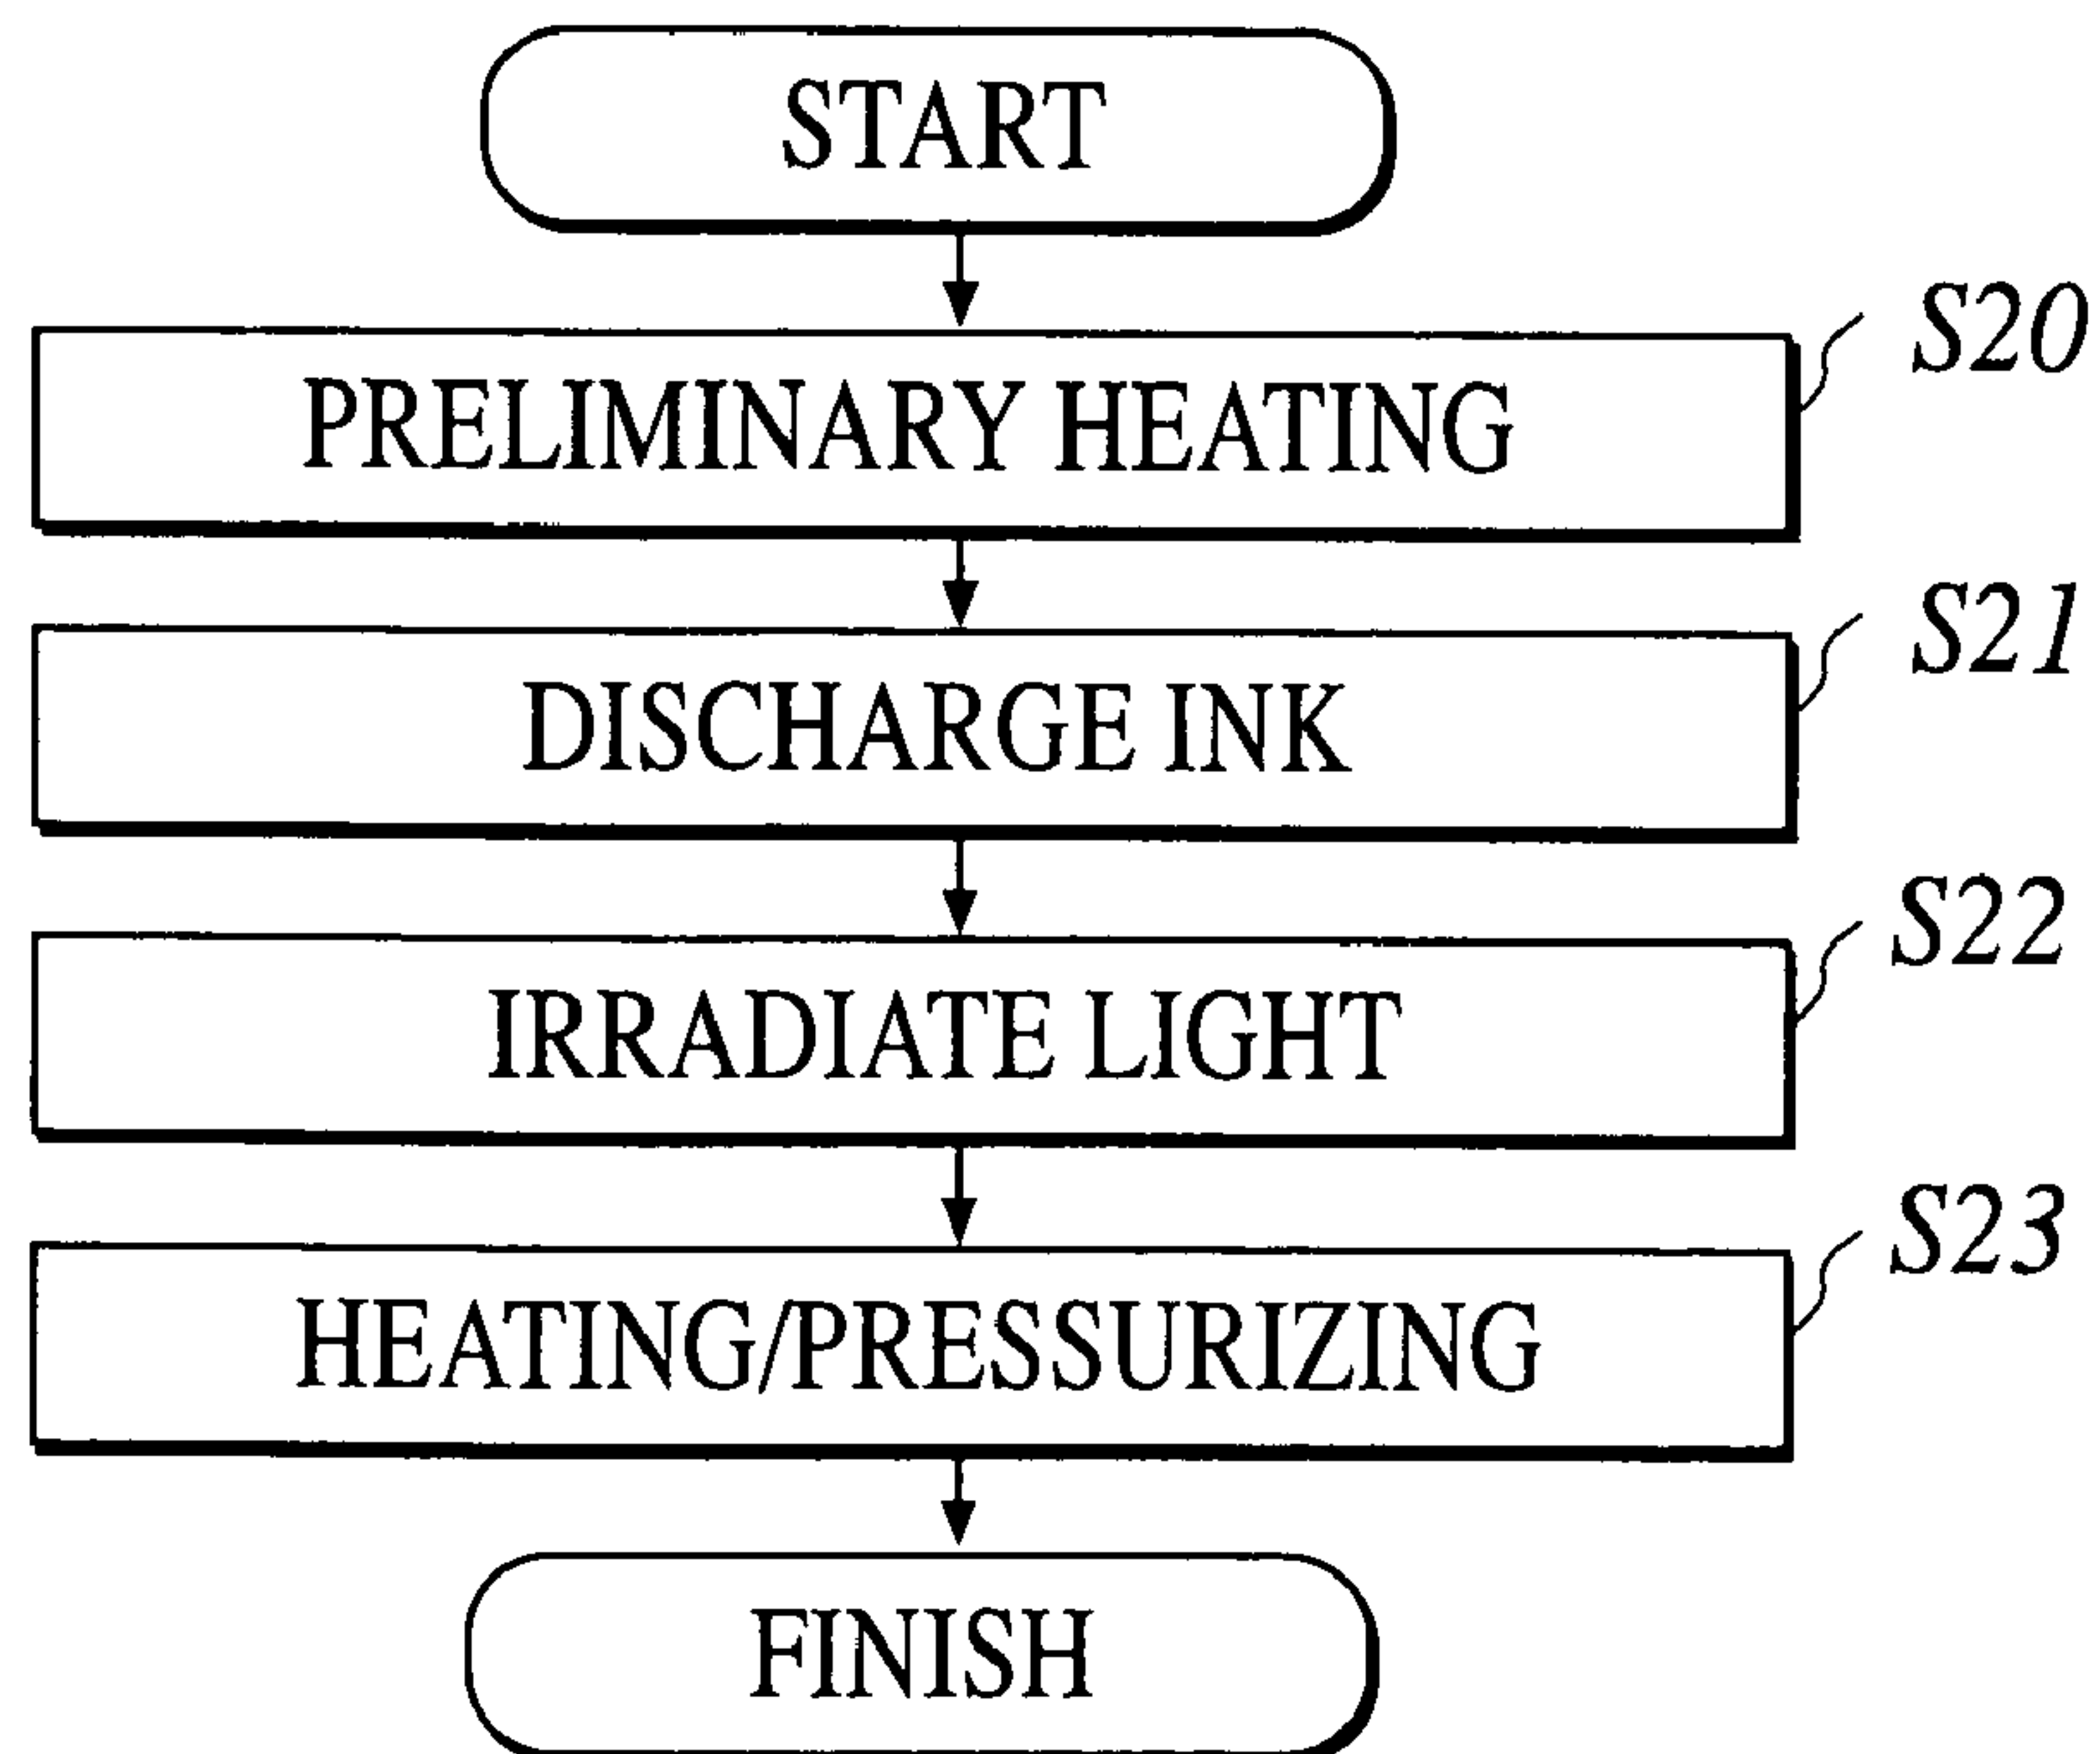 START
S20
PRELIMINARY HEATING
S21
DISCHARGE INK
S22
IRRADIATE LIGHT
S23
HEATING/PRESSURIZING
FINISH